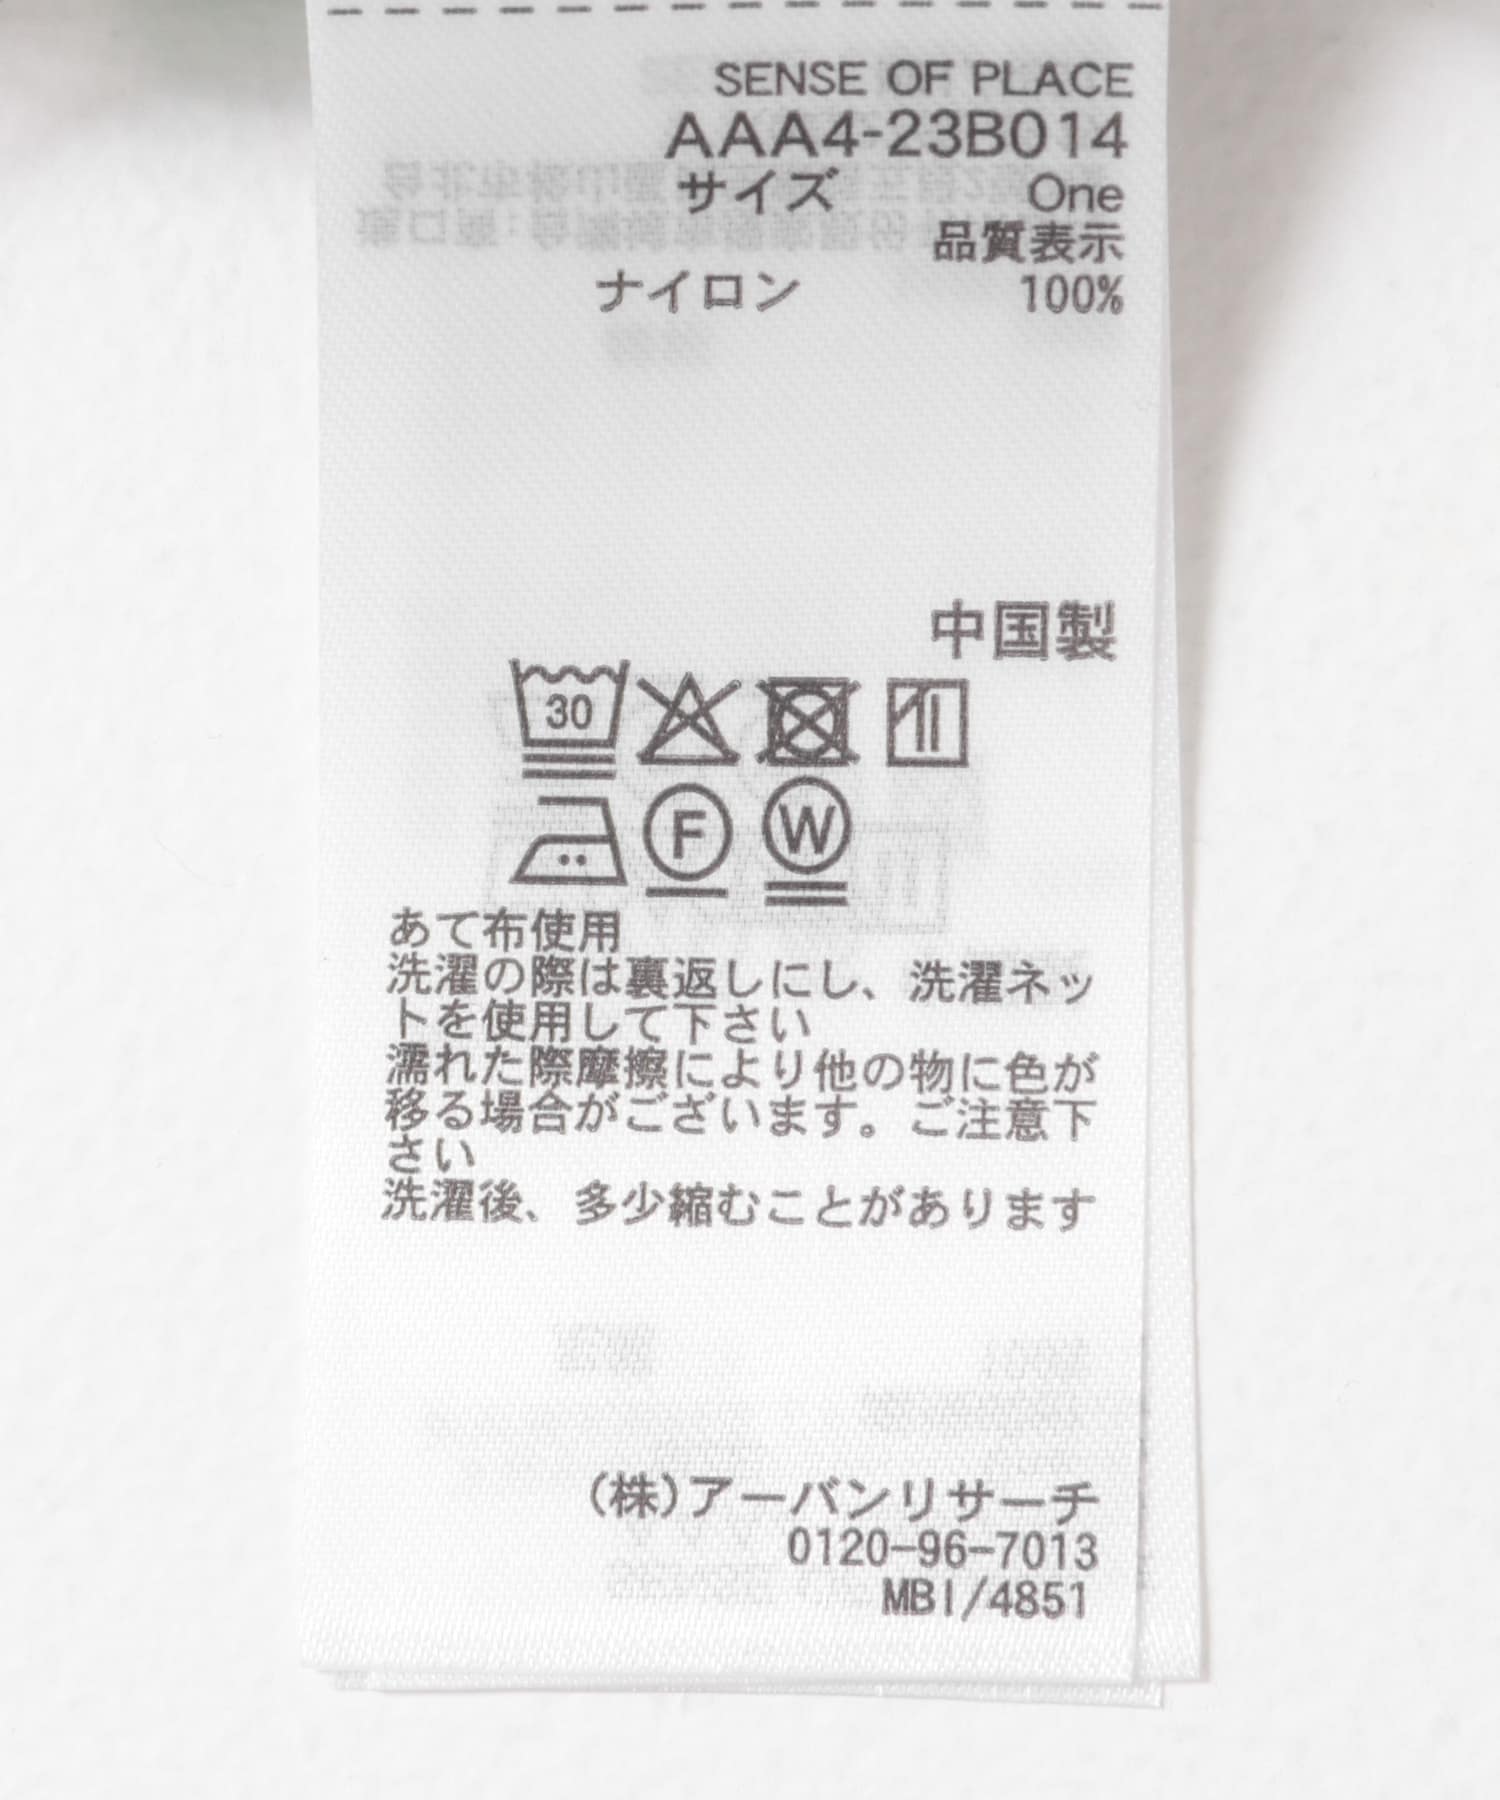 SENSE OF PLACE
AAA4-23B014
サイズ One
品質表示
ナイロン 100%
中国製
30
F W
あて布使用
洗濯の際は裏返しにし、洗濯ネッ
トを使用して下さい
濡れた際摩擦により他の物に色が
移る場合がございます。ご注意下
さい
洗濯後、多少縮むことがあります
(株)アーバンリサーチ
0120-96-7013
MBI/4851